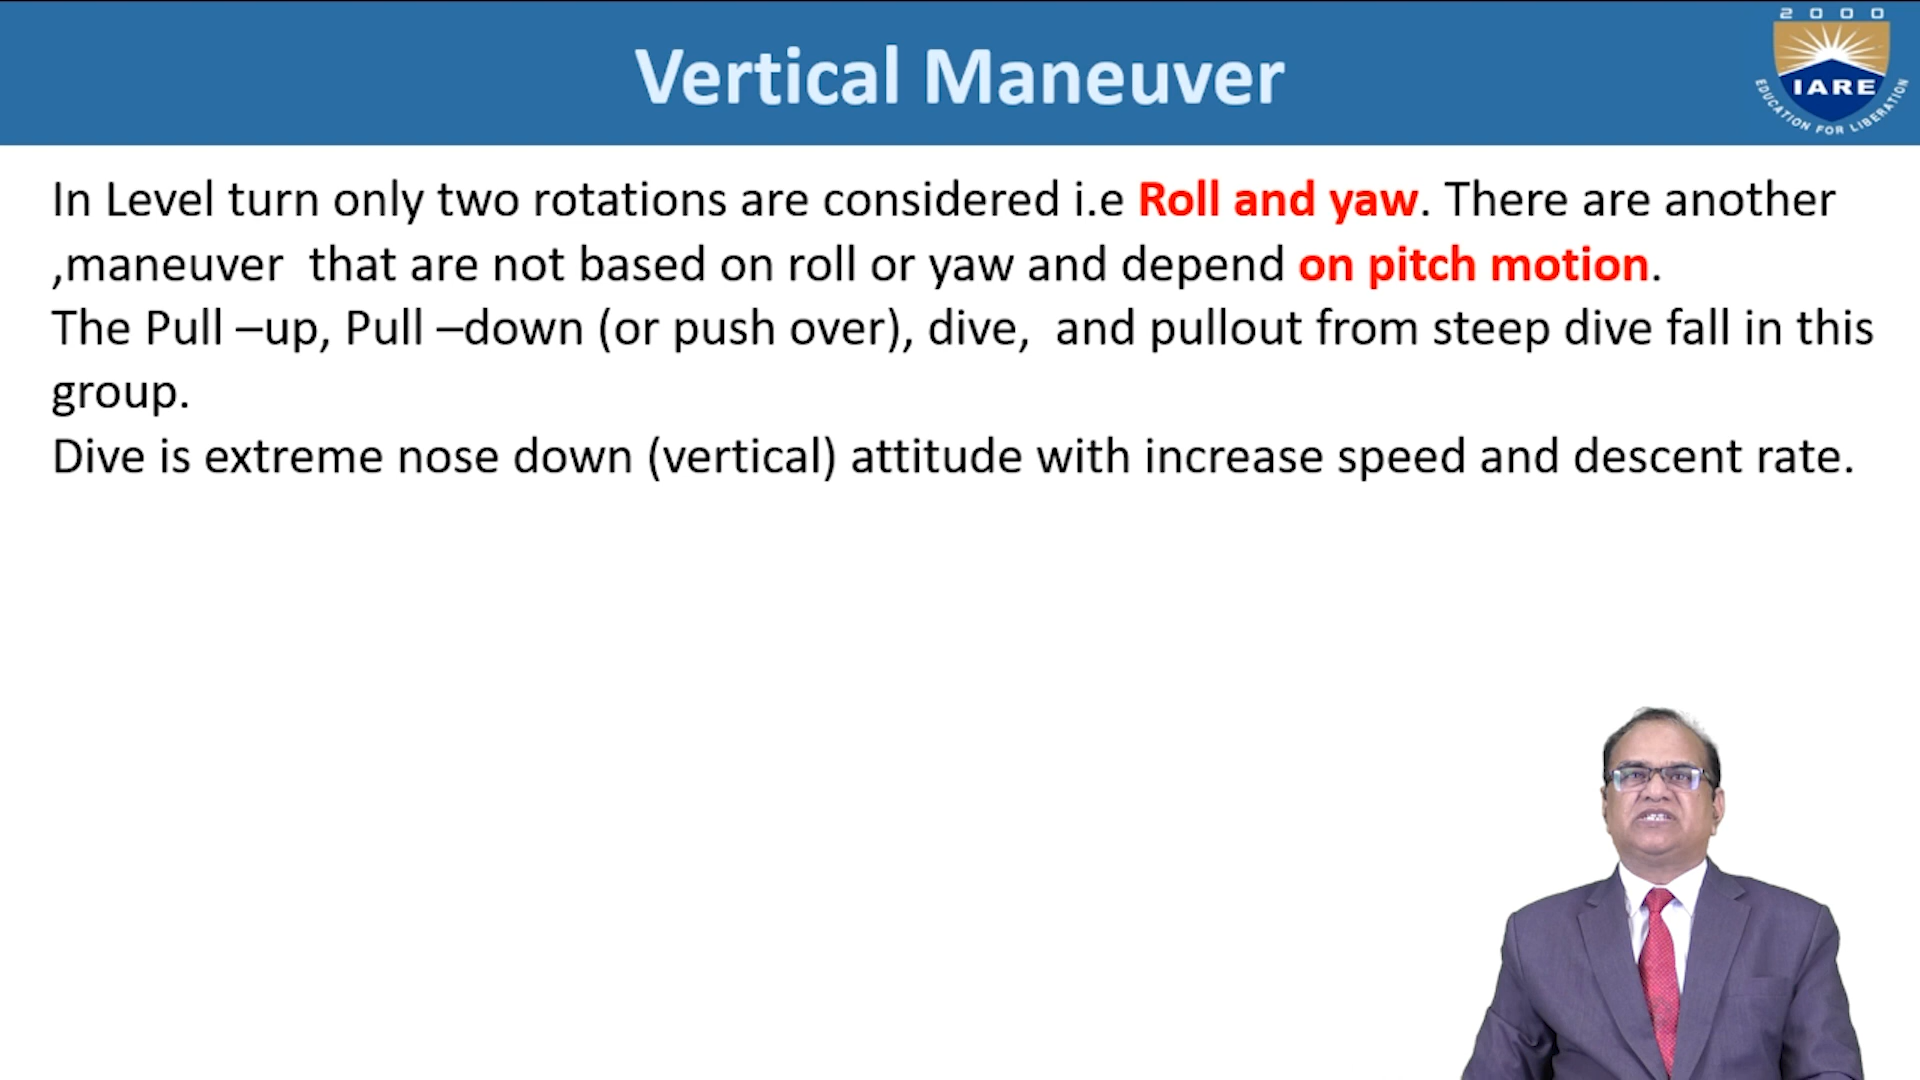 Vertical Maneuver
2000
IARE
EDUCATION FOR LIBERATION
In Level turn only two rotations are considered i.e Roll and yaw. There are another
,maneuver that are not based on roll or yaw and depend on pitch motion.
The Pull –up, Pull –down (or push over), dive, and pullout from steep dive fall in this
group.
Dive is extreme nose down (vertical) attitude with increase speed and descent rate.